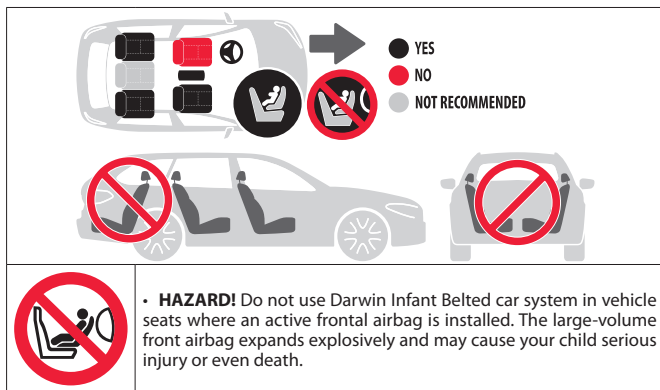 YES
NO
NOT RECOMMENDED
• HAZARD! Do not use Darwin Infant Belted car system in vehicle
seats where an active frontal airbag is installed. The large-volume
front airbag expands explosively and may cause your child serious
injury or even death.